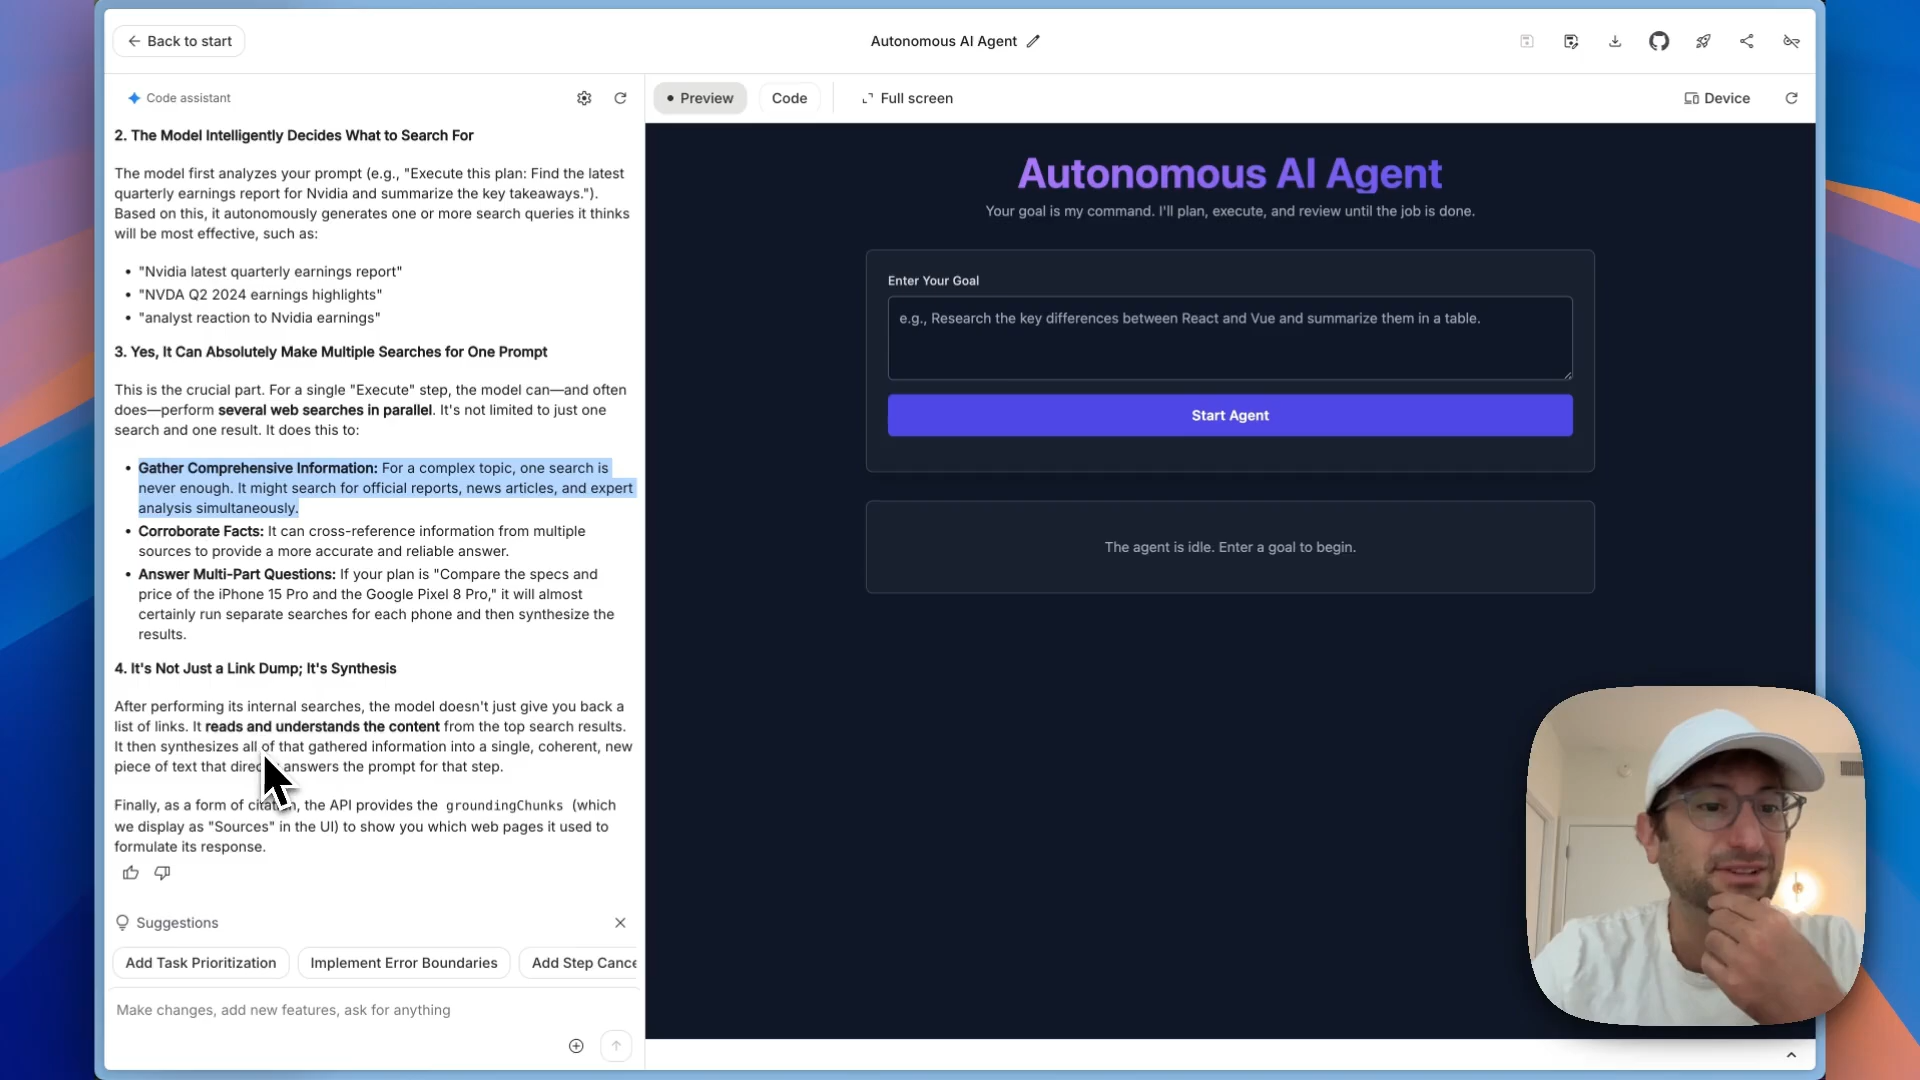 Back to start
Autonomous AI Agent
Code assistant
2. The Model Intelligently Decides What to Search For
The model first analyzes your prompt (e.g., "Execute this plan: Find the latest
quarterly earnings report for Nvidia and summarize the key takeaways.").
Based on this, it autonomously generates one or more search queries it thinks
will be most effective, such as:
• "Nvidia latest quarterly earnings report"
• "NVDA Q2 2024 earnings highlights"
• "analyst reaction to Nvidia earnings"
3. Yes, It Can Absolutely Make Multiple Searches for One Prompt
This is the crucial part. For a single "Execute" step, the model can—and often
does—perform several web searches in parallel. It's not limited to just one
search and one result. It does this to:
• Gather Comprehensive Information: For a complex topic, one search is
never enough. It might search for official reports, news articles, and expert
analysis simultaneously.
• Corroborate Facts: It can cross-reference information from multiple
sources to provide a more accurate and reliable answer.
• Answer Multi-Part Questions: If your plan is "Compare the specs and
price of the iPhone 15 Pro and the Google Pixel 8 Pro," it will almost
certainly run separate searches for each phone and then synthesize the
results.
4. It's Not Just a Link Dump; It's Synthesis
After performing its internal searches, the model doesn't just give you back a
list of links. It reads and understands the content from the top search results.
It then synthesizes all of that gathered information into a single, coherent, new
piece of text that direc answers the prompt for that step.
Finally, as a form of citation, the API provides the groundingChunks (which
we display as "Sources" in the UI) to show you which web pages it used to
formulate its response.
Suggestions
Add Task Prioritization
Implement Error Boundaries
Add Step Cance
Make changes, add new features, ask for anything
Preview
Code
Full screen
Device
Autonomous AI Agent
Your goal is my command. I'll plan, execute, and review until the job is done.
Enter Your Goal
e.g., Research the key differences between React and Vue and summarize them in a table.
Start Agent
The agent is idle. Enter a goal to begin.